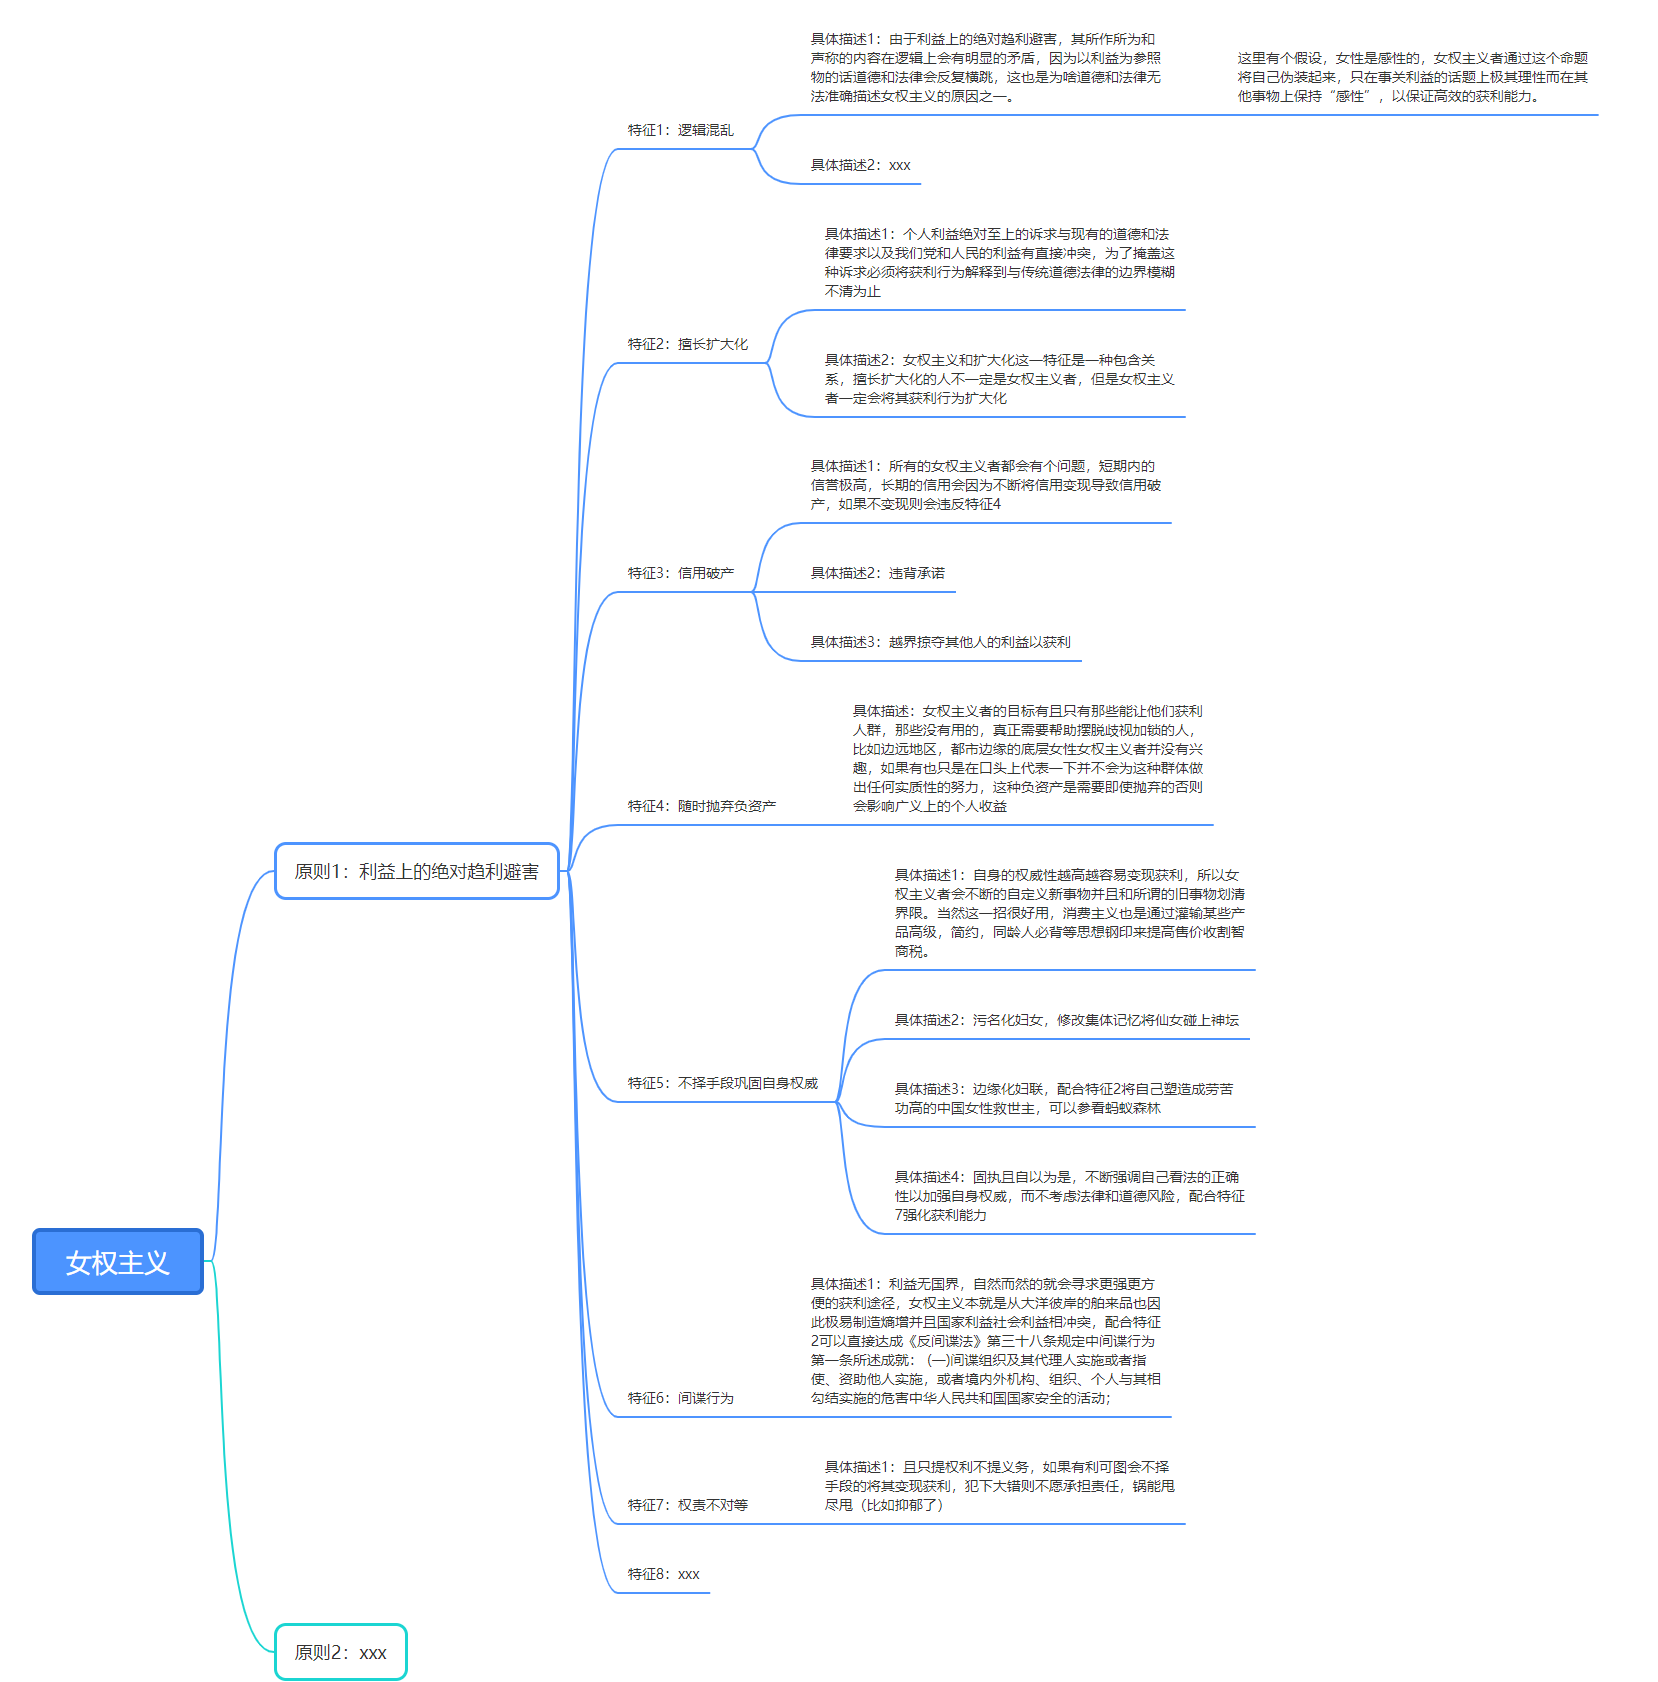 具体描述1：由于利益上的绝对趋利避害，其所作所为和
声称的内容在逻辑上会有明显的矛盾，因为以利益为参照
物的话道德和法律会反复横跳，这也是为啥道德和法律无
法准确描述女权主义的原因之一。
这里有个假设，女性是感性的，女权主义者通过这个命题
将自己伪装起来，只在事关利益的话题上极其理性而在其
他事物上保持“感性”，以保证高效的获利能力。
特征1：逻辑混乱
具体描述2：xxx
具体描述1：个人利益绝对至上的诉求与现有的道德和法
律要求以及我们党和人民的利益有直接冲突，为了掩盖这
种诉求必须将获利行为解释到与传统道德法律的边界模糊
不清为止
特征2：擅长扩大化
具体描述2：女权主义和扩大化这一特征是一种包含关
系，擅长扩大化的人不一定是女权主义者，但是女权主义
者一定会将其获利行为扩大化
具体描述1：所有的女权主义者都会有个问题，短期内的
信誉极高，长期的信用会因为不断将信用变现导致信用破
产，如果不变现则会违反特征4
特征3：信用破产
具体描述2：违背承诺
具体描述3：越界掠夺其他人的利益以获利
具体描述：女权主义者的目标有且只有那些能让他们获利
人群，那些没有用的，真正需要帮助摆脱歧视加锁的人，
比如边远地区，都市边缘的底层女性女权主义者并没有兴
趣，如果有也只是在口头上代表一下并不会为这种群体做
出任何实质性的努力，这种负资产是需要即使抛弃的否则
会影响广义上的个人收益
特征4：随时抛弃负资产
原则1：利益上的绝对趋利避害
具体描述1：自身的权威性越高越容易变现获利，所以女
权主义者会不断的自定义新事物并且和所谓的旧事物划清
界限。当然这一招很好用，消费主义也是通过灌输某些产
品高级，简约，同龄人必背等思想钢印来提高售价收割智
商税。
具体描述2：污名化妇女，修改集体记忆将仙女碰上神坛
特征5：不择手段巩固自身权威
具体描述3：边缘化妇联，配合特征2将自己塑造成劳苦
功高的中国女性救世主，可以参看蚂蚁森林
具体描述4：固执且自以为是，不断强调自己看法的正确
性以加强自身权威，而不考虑法律和道德风险，配合特征
7强化获利能力
女权主义
具体描述1：利益无国界，自然而然的就会寻求更强更方
便的获利途径，女权主义本就是从大洋彼岸的舶来品也因
此极易制造熵增并且国家利益社会利益相冲突，配合特征
2可以直接达成《反间谍法》第三十八条规定中间谍行为
第一条所述成就： (一)间谍组织及其代理人实施或者指
使、资助他人实施，或者境内外机构、组织、个人与其相
勾结实施的危害中华人民共和国国家安全的活动；
特征6：间谍行为
具体描述1：且只提权利不提义务，如果有利可图会不择
手段的将其变现获利，犯下大错则不愿承担责任，锅能甩
尽甩（比如抑郁了）
特征7：权责不对等
特征8：xxx
原则2：xxx